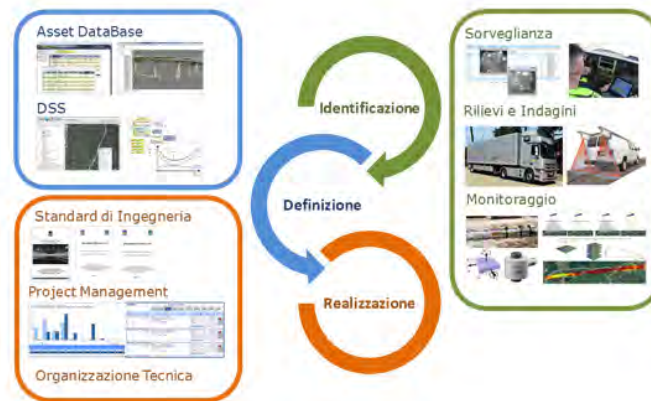 Asset DataBase
DSS
Standard di Ingegneria
Project Management
Organizzazione Tecnica
Identificazione
Definizione
Realizzazione
Sorveglianza
Rilievi e Indagini
Monitoraggio